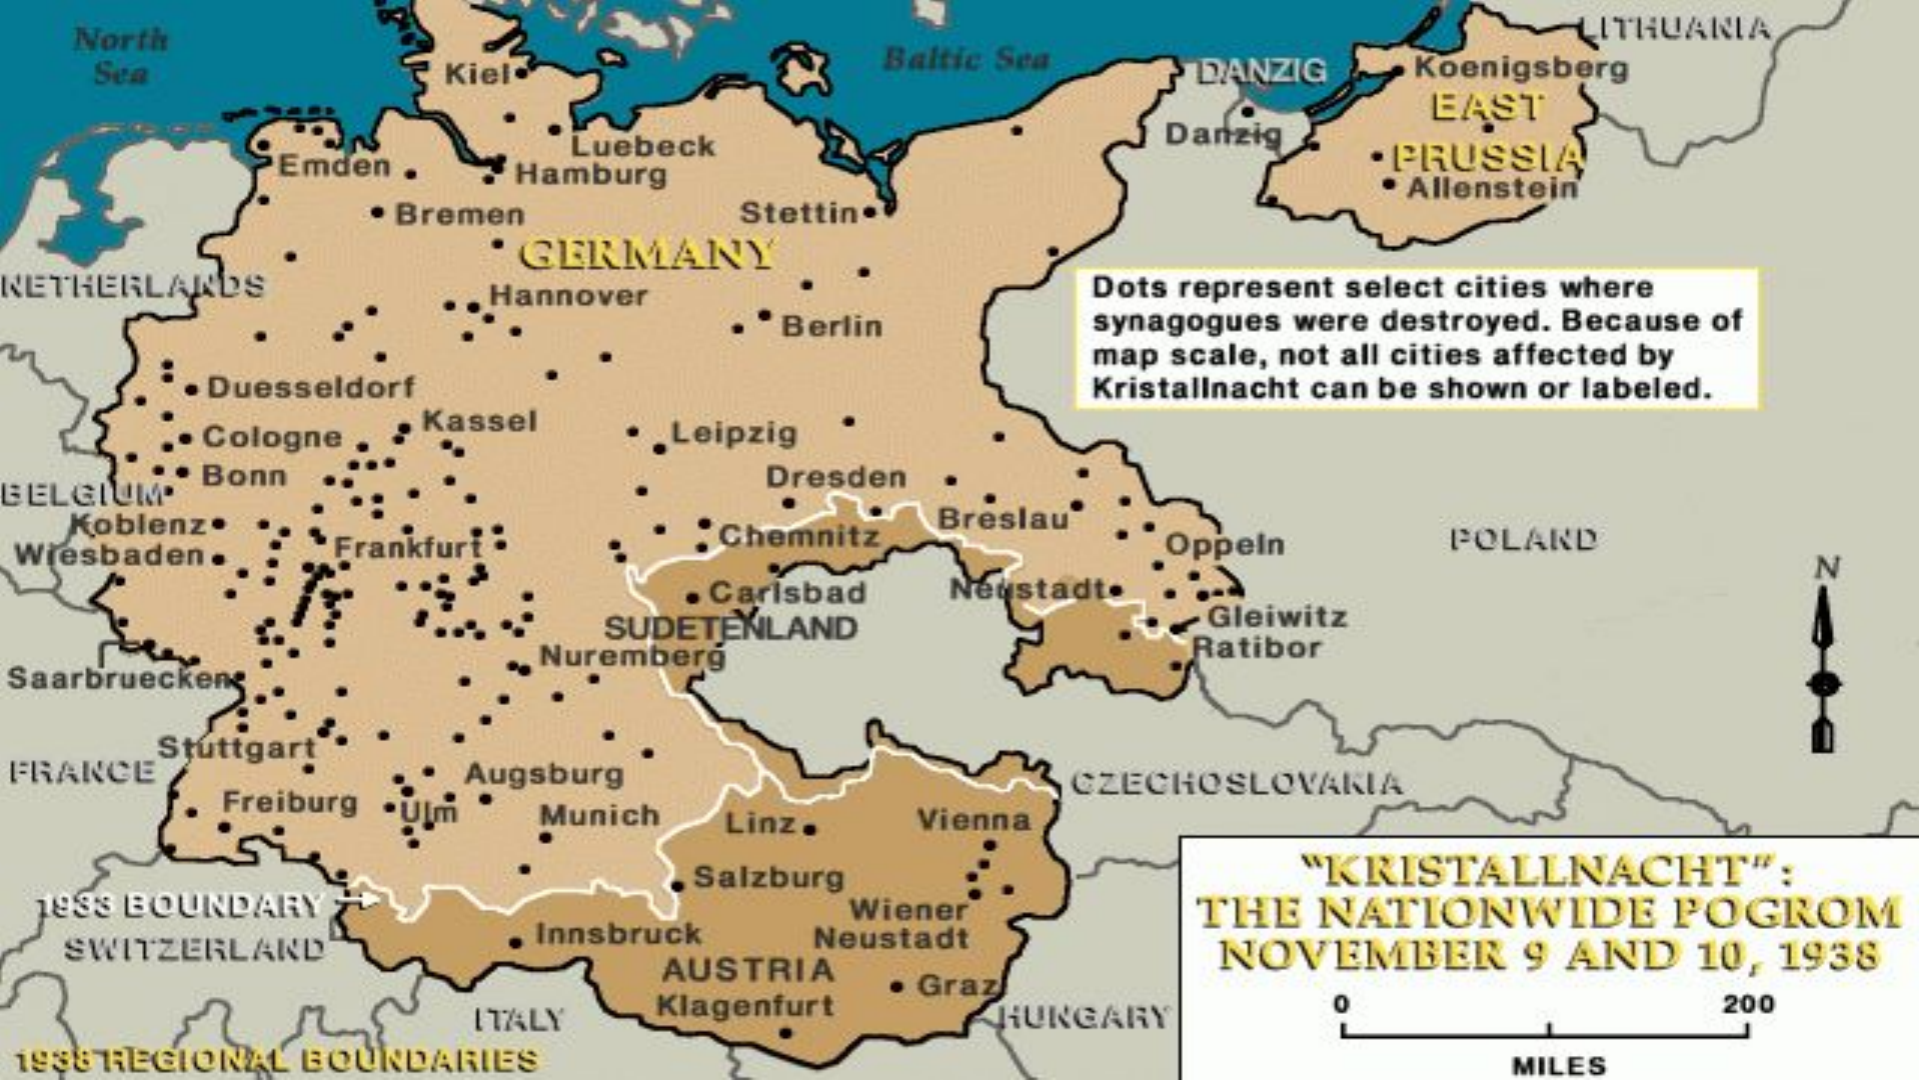 North
Sea
Baltic Sea
LITHUANIA
DANZIG
Koenigsberg
EAST
PRUSSIA
Allenstein
Danzig
Kiel
Luebeck
Hamburg
Emden
Bremen
Stettin
GERMANY
NETHERLANDS
Hannover
Berlin
Dots represent select cities where
synagogues were destroyed. Because of
map scale, not all cities affected by
Kristallnacht can be shown or labeled.
Duesseldorf
Kassel
Cologne
Leipzig
Bonn
Dresden
BELGIUM
Koblenz
Breslau
Wiesbaden
Frankfurt
Chemnitz
Oppeln
POLAND
N
Carlsbad
Neustadt
SUDETENLAND
Gleiwitz
Nuremberg
Ratibor
Saarbruecken
Stuttgart
FRANCE
Augsburg
CZECHOSLOVAKIA
Freiburg
Ulm
Munich
Linz
Vienna
Salzburg
1933 BOUNDARY
SWITZERLAND
Wiener
Neustadt
Innsbruck
AUSTRIA
Graz
Klagenfurt
ITALY
HUNGARY
1938 REGIONAL BOUNDARIES
"KRISTALLNACHT":
THE NATIONWIDE POGROM
NOVEMBER 9 AND 10, 1938
0 200
MILES